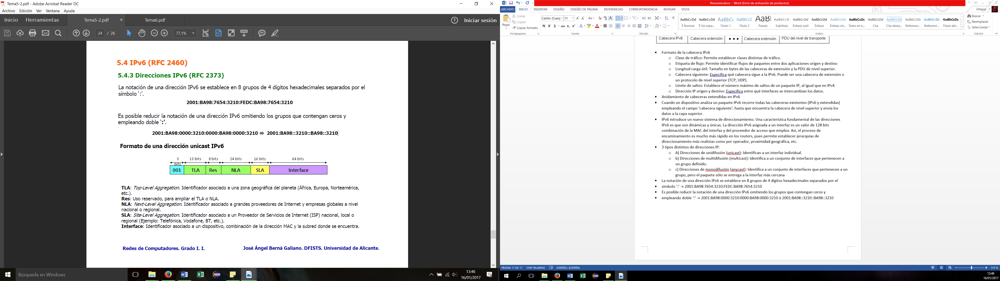 Tema5-2.pdf - Adobe Acrobat Reader DC
Archivo Edición Ver Ventana Ayuda
Inicio Herramientas Tema5-2.pdf × Tema6.pdf Iniciar sesión
24 / 26 77,1%
5.4 IPv6 (RFC 2460)
5.4.3 Direcciones IPv6 (RFC 2373)
La notación de una dirección IPv6 se establece en 8 grupos de 4 dígitos hexadecimales separados por el
símbolo ‘:’.
2001:BA98:7654:3210:FEDC:BA98:7654:3210
Es posible reducir la notación de una dirección IPv6 omitiendo los grupos que contengan ceros y
empleando doble ‘:’.
2001:BA98:0000:3210:0000:BA98:0000:3210 ⇔ 2001:BA98::3210::BA98::3210
Formato de una dirección unicast IPv6
3 bits 13 bits 8 bits 24 bits 16 bits 64 bits
001 TLA Res NLA SLA Interface
TLA: Top-Level Aggregation. Identificador asociado a una zona geográfica del planeta (África, Europa, Norteamérica,
etc.).
Res: Uso reservado, para ampliar el TLA o NLA.
NLA: Next-Level Aggregation. Identificador asociado a grandes proveedores de Internet y empresas globales a nivel
nacional o regional.
SLA: Site-Level Aggregation. Identificador asociado a un Proveedor de Servicios de Internet (ISP) nacional, local o
regional (Ejemplo: Telefónica, Vodafone, BT, etc.).
Interface: Identificador asociado a un dispositivo, combinación de la dirección MAC y la subred donde se encuentra.
Redes de Computadores. Grado I. I. José Ángel Berná Galiano. DFISTS. Universidad de Alicante.
Búsqueda en Windows
13:46
16/01/2017
Resumen.docx - Word (Error de activación de productos)
ARCHIVO INICIO INSERTAR DISEÑO DISEÑO DE PÁGINA REFERENCIAS CORRESPONDENCIA REVISAR VISTA Diegus .
Pegar Cortar Copiar Copiar formato
Calibri (Cuerp 11
N K S abc
AaBbCcDd AaBbCcDd AaBbCc AaBbCcC AaBl AaBbCcD AaBbCcDd AaBbCcDd AaBbCcDd AaBbCcDc AaBbCcDd AaBbCcDd AaBbCcDd AaBbCcDd AaBbCcDd
¶ Normal ¶ Sin espa... Título 1 Título 2 Puesto Subtítulo Énfasis sutil Énfasis Énfasis int... Texto en n... Cita Cita desta... Referenci... Referenci... Título del...
Buscar
Reemplazar
Seleccionar
Portapapeles Fuente Párrafo Estilos Edición
Cabecera IPv6 Cabecera extensión • • • Cabecera extensión PDU del nivel de transporte
• Formato de la cabecera IPv6
o Clase de tráfico: Permite establecer clases distintas de tráfico.
o Etiqueta de flujo: Permite identificar flujos de paquetes entre dos aplicaciones origen y destino
o Longitud carga útil: Tamaño en bytes de las cabeceras de extensión y la PDU de nivel superior.
o Cabecera siguiente: Especifica qué cabecera sigue a la IPv6. Puede ser una cabecera de extensión o
un protocolo de nivel superior (TCP, UDP).
o Límite de saltos: Establece el número máximo de saltos de un paquete IP, al igual que en IPv4.
o Dirección IP origen y destino: Especifica entre qué interfaces se intercambian los datos.
• Anidamiento de cabeceras extendidas en IPv6
• Cuando un dispositivo analiza un paquete IPv6 recorre todas las cabeceras existentes (IPv6 y extendidas)
empleando el campo ‘cabecera siguiente’, hasta que encuentra la cabecera de nivel superior y envía los
datos a la capa superior.
• IPv6 introduce un nuevo sistema de direccionamiento. Una característica fundamental de las direcciones
IPv6 es que son dinámicas y únicas. La dirección IPv6 asignada a un interfaz es un valor de 128 bits
combinación de la MAC del interfaz y del proveedor de acceso que emplea. Así, el proceso de
encaminamiento es mucho más rápido en los routers, pues permite establecer jerarquías de
direccionamiento más realistas como por operador, proximidad geográfica, etc.
• 3 tipos distintos de direcciones IP:
o A) Direcciones de unidifusión (unicast): Identifican a un interfaz individual.
o b) Direcciones de multidifusión (multicast): Identifica a un conjunto de interfaces que pertenecen a
un grupo definido.
o c) Direcciones de monodifusión (anycast): Identifica a un conjunto de interfaces que pertenecen a un
grupo, pero el paquete sólo se entrega a la interfaz más cercana
• La notación de una dirección IPv6 se establece en 8 grupos de 4 dígitos hexadecimales separados por el
• símbolo ‘:’ -> 2001:BA98:7654:3210:FEDC:BA98:7654:3210
• Es posible reducir la notación de una dirección IPv6 omitiendo los grupos que contengan ceros y
• empleando doble ‘:’ -> 2001:BA98:0000:3210:0000:BA98:0000:3210 ó 2001:BA98::3210::BA98::3210
PÁGINA 17 DE 17 5390 PALABRAS ESPAÑOL (ESPAÑA) 110 %
13:46
16/01/2017